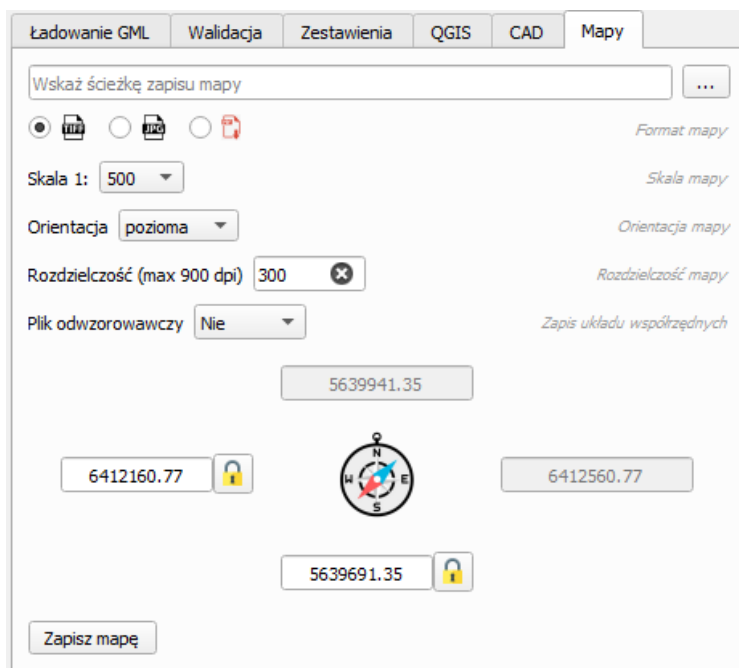 Ładowanie GML Walidacja Zestawienia QGIS CAD Mapy
Wskaż ścieżkę zapisu mapy ...
TIFF JPG Format mapy
Skala 1: 500 Skala mapy
Orientacja pozioma Orientacja mapy
Rozdzielczość (max 900 dpi) 300 Rozdzielczość mapy
Plik odwzorowawczy Nie Zapis układu współrzędnych
5639941.35
N
6412160.77 W E 6412560.77
S
5639691.35
Zapisz mapę